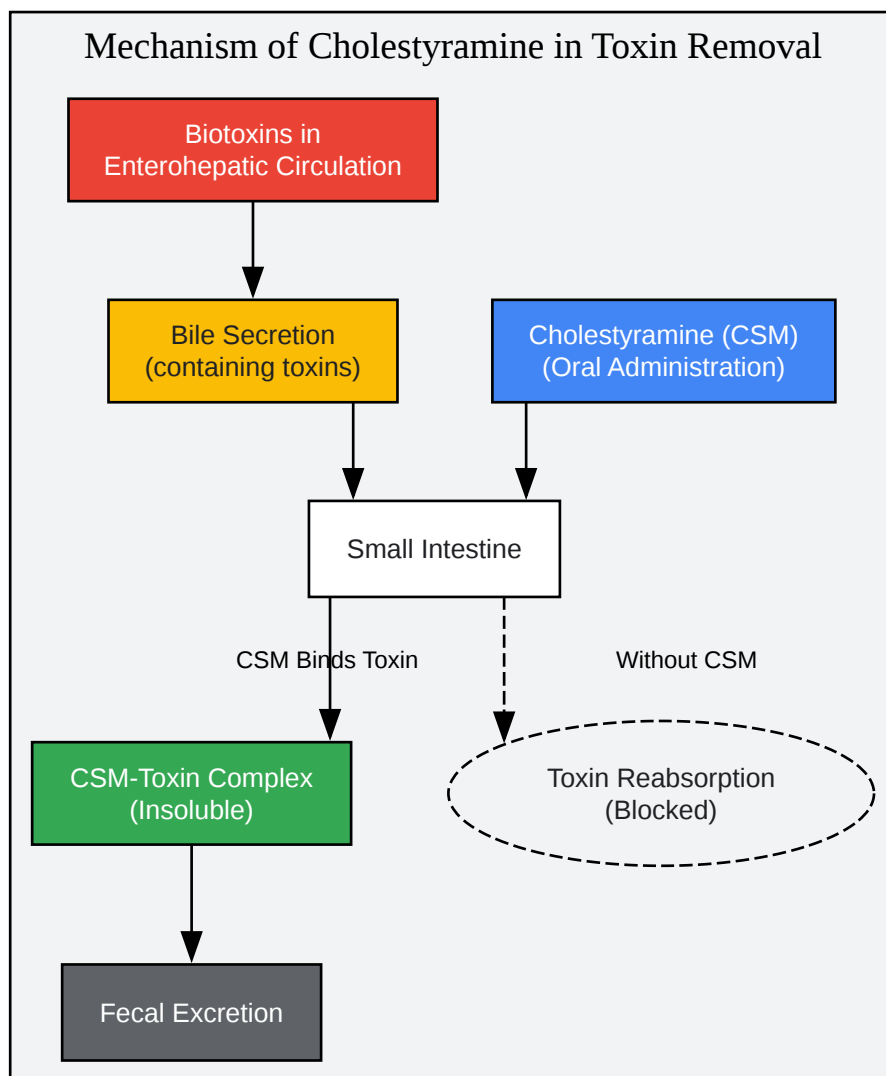 Mechanism of Cholestyramine in Toxin Removal
Biotoxins in
Enterohepatic Circulation
Bile Secretion
(containing toxins)
Cholestyramine (CSM)
(Oral Administration)
Small Intestine
CSM Binds Toxin
Without CSM
CSM-Toxin Complex
(Insoluble)
Toxin Reabsorption
(Blocked)
Fecal Excretion